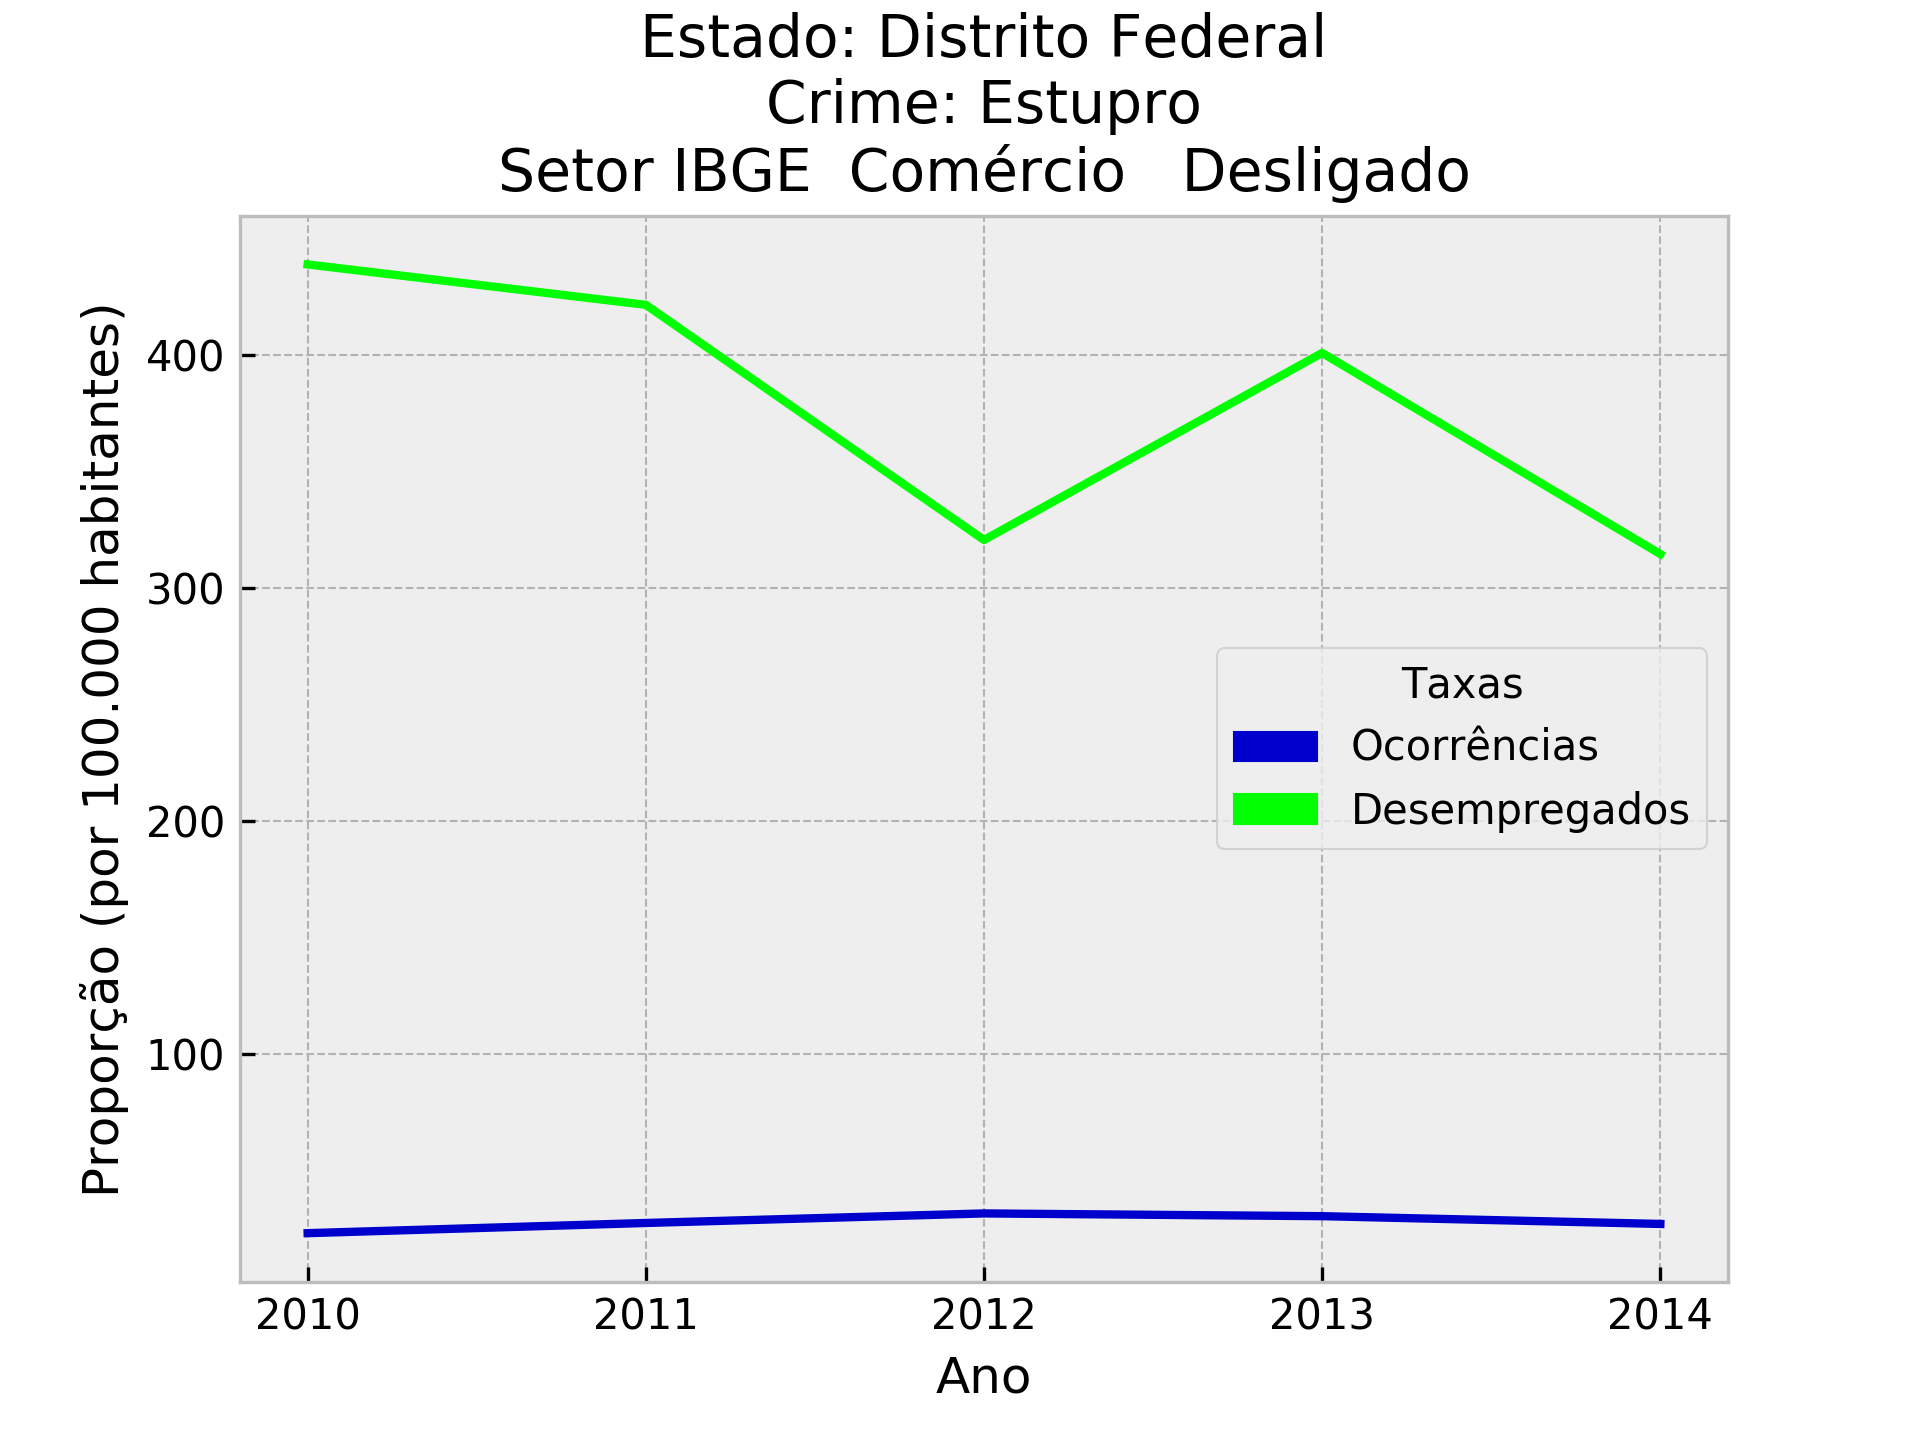 Estado: Distrito Federal
Crime: Estupro
Setor IBGE  Comércio   Desligado
Proporção (por 100.000 habitantes)
400
300
200
100
Taxas
Ocorrências
Desempregados
2010 2011 2012 2013 2014
Ano